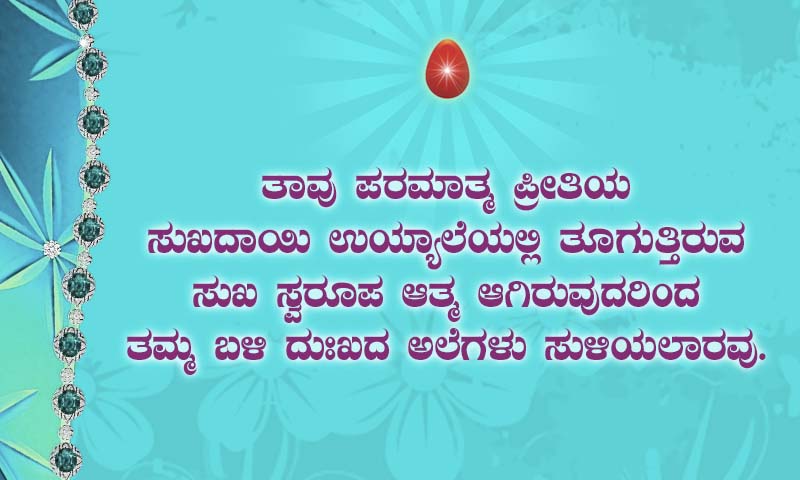 ತಾವು ಪರಮಾತ್ಮ ಪ್ರೀತಿಯ
ಸುಖದಾಯಿ ಉಯ್ಯಾಲೆಯಲ್ಲಿ ತೂಗುತ್ತಿರುವ
ಸುಖ ಸ್ವರೂಪ ಆತ್ಮ ಆಗಿರುವುದರಿಂದ
ತಮ್ಮ ಬಳಿ ದುಃಖದ ಅಲೆಗಳು ಸುಳಿಯಲಾರವು.